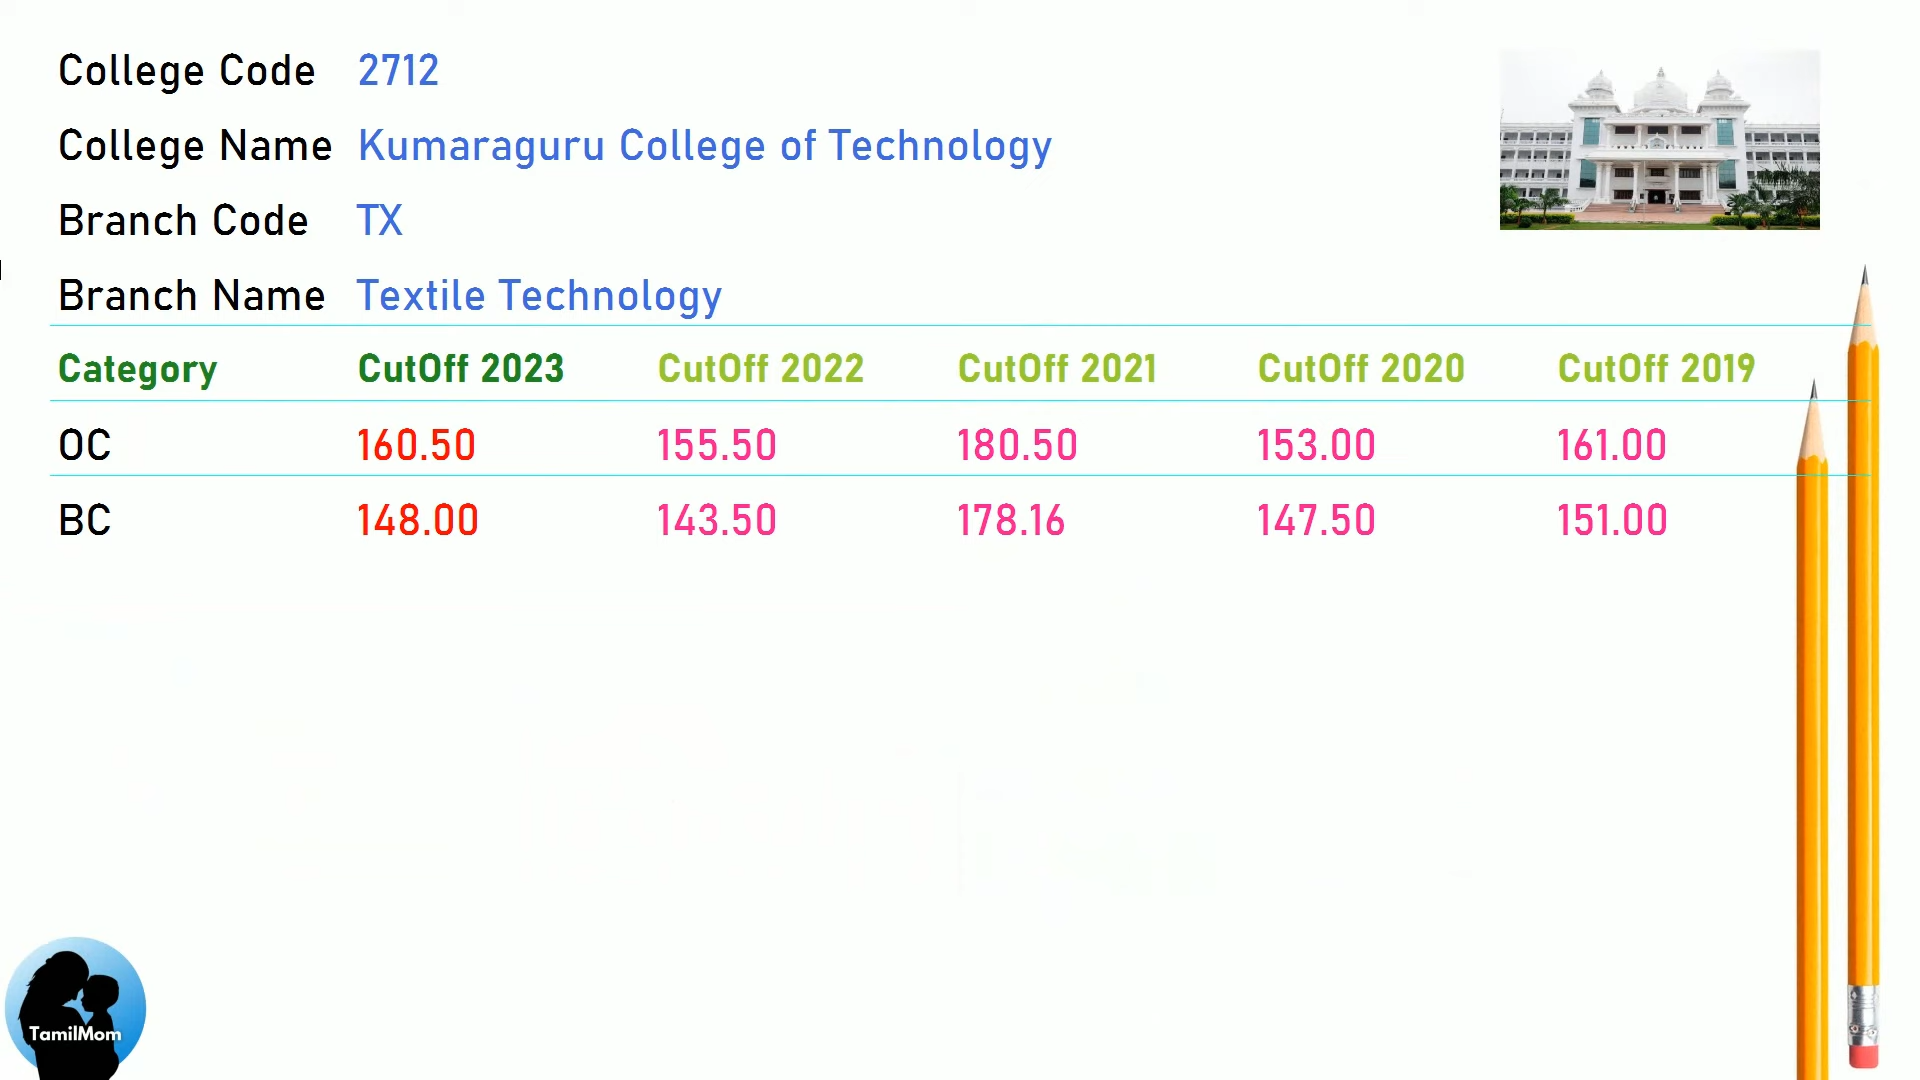 College Code 2712
College Name Kumaraguru College of Technology
Branch Code TX
Branch Name Textile Technology
Category CutOff 2023 CutOff 2022 CutOff 2021 CutOff 2020 CutOff 2019
OC 160.50 155.50 180.50 153.00 161.00
BC 148.00 143.50 178.16 147.50 151.00
TamilMom